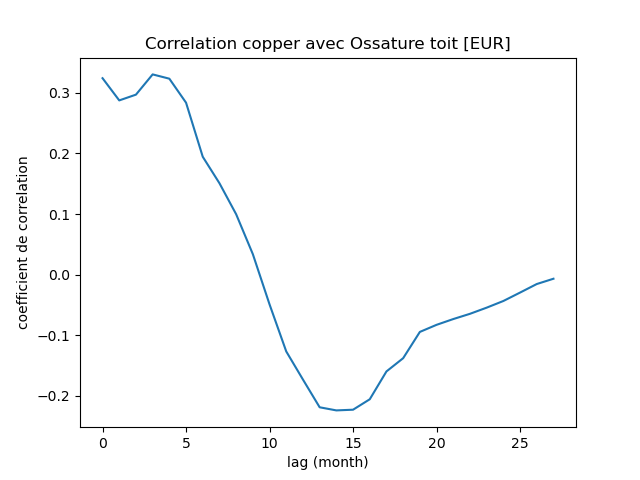 Correlation copper avec Ossature toit [EUR]
coefficient de correlation
0.3
0.2
0.1
0.0
−0.1
−0.2
0 5 10 15 20 25
lag (month)